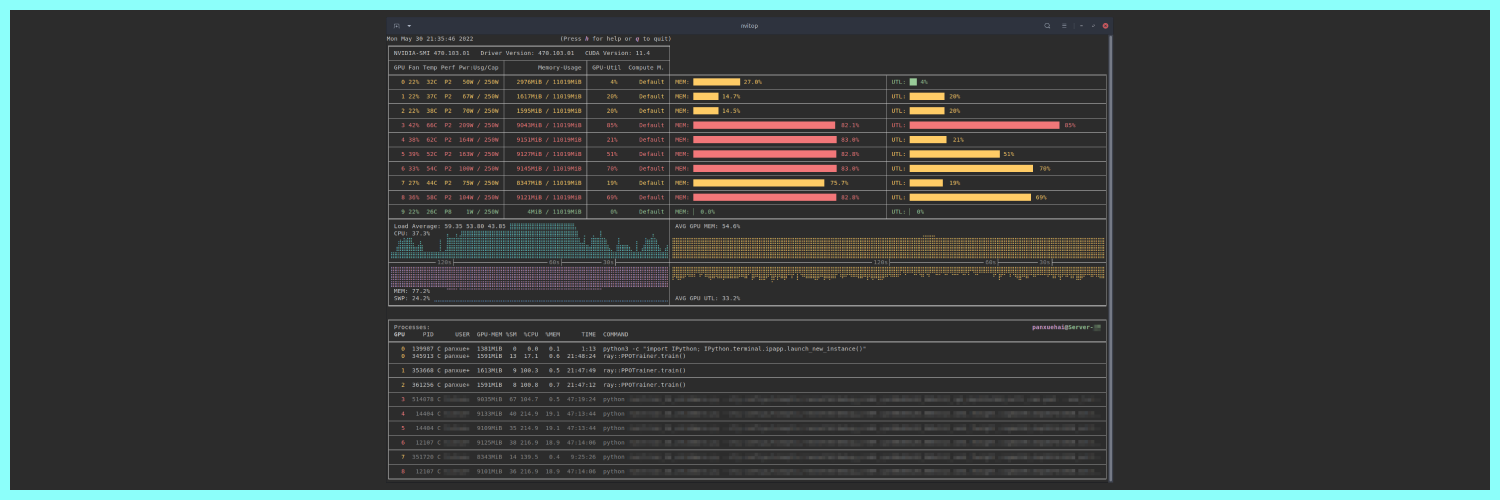 nvitop
Mon May 30 21:35:46 2022 (Press h for help or q to quit)
NVIDIA-SMI 470.103.01 Driver Version: 470.103.01 CUDA Version: 11.4
GPU Fan Temp Perf Pwr:Usg/Cap Memory-Usage GPU-Util Compute M.
0 22% 32C P2 56W / 250W 2976MiB / 11019MiB 4% Default MEM: 27.0% UTL: 4%
1 22% 37C P2 67W / 250W 1617MiB / 11019MiB 20% Default MEM: 14.7% UTL: 20%
2 22% 38C P2 70W / 250W 1595MiB / 11019MiB 20% Default MEM: 14.5% UTL: 20%
3 42% 66C P2 209W / 250W 9043MiB / 11019MiB 85% Default MEM: 82.1% UTL: 85%
4 38% 62C P2 164W / 250W 9151MiB / 11019MiB 21% Default MEM: 83.0% UTL: 21%
5 30% 52C P2 163W / 250W 9127MiB / 11019MiB 51% Default MEM: 82.8% UTL: 51%
6 33% 54C P2 100W / 250W 9145MiB / 11019MiB 70% Default MEM: 83.0% UTL: 70%
7 27% 44C P2 75W / 250W 8347MiB / 11019MiB 19% Default MEM: 75.7% UTL: 19%
8 36% 58C P2 104W / 250W 9121MiB / 11019MiB 69% Default MEM: 82.8% UTL: 69%
9 22% 26C P8 1W / 250W 4MiB / 11019MiB 0% Default MEM: 0.0% UTL: 0%
Load Average: 59.35 53.80 43.85 AVG GPU MEM: 54.6%
CPU: 37.3%
120s 60s 30s 120s 60s 30s
MEM: 77.2%
SWP: 24.2% AVG GPU UTL: 33.2%
Processes: panxuehai@Server-
GPU PID USER GPU-MEM %SM %CPU %MEM TIME COMMAND
0 139987 C panxue+ 1381MiB 0 0.0 0.1 1:13 python3 -c "import IPython; IPython.terminal.ipapp.launch_new_instance()"
0 345913 C panxue+ 1591MiB 13 17.1 0.6 21:48:24 ray::PPOTrainer.train()
1 353668 C panxue+ 1613MiB 9 100.3 0.5 21:47:49 ray::PPOTrainer.train()
2 361256 C panxue+ 1591MiB 8 100.8 0.7 21:47:12 ray::PPOTrainer.train()
3 514078 C 9035MiB 67 104.7 0.5 47:19:24 python
4 14404 C 9133MiB 40 214.9 19.1 47:13:44 python
5 14404 C 9109MiB 35 214.9 19.1 47:13:44 python
6 12107 C 9125MiB 30 216.9 18.9 47:14:06 python
7 351720 C 8343MiB 14 139.5 0.4 9:25:26 python
8 12107 C 9101MiB 36 216.9 18.9 47:14:06 python